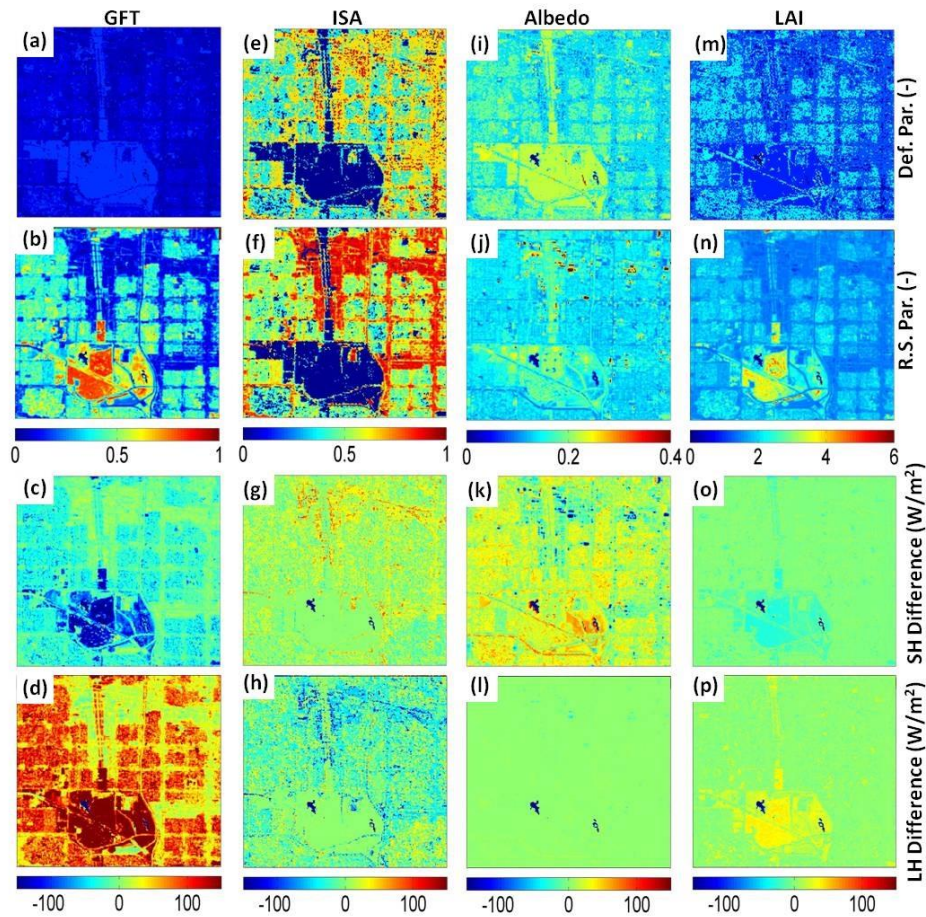 GFT ISA Albedo LAI
(a) (e) (i) (m)
Def. Par. (-)
(b) (f) (j) (n)
R.S. Par. (-)
0 0.5 1 0 0.5 1 0 0.2 0.4 0 2 4 6
(c) (g) (k) (o)
SH Difference (W/m²)
(d) (h) (l) (p)
LH Difference (W/m²)
-100 0 100 -100 0 100 -100 0 100 -100 0 100